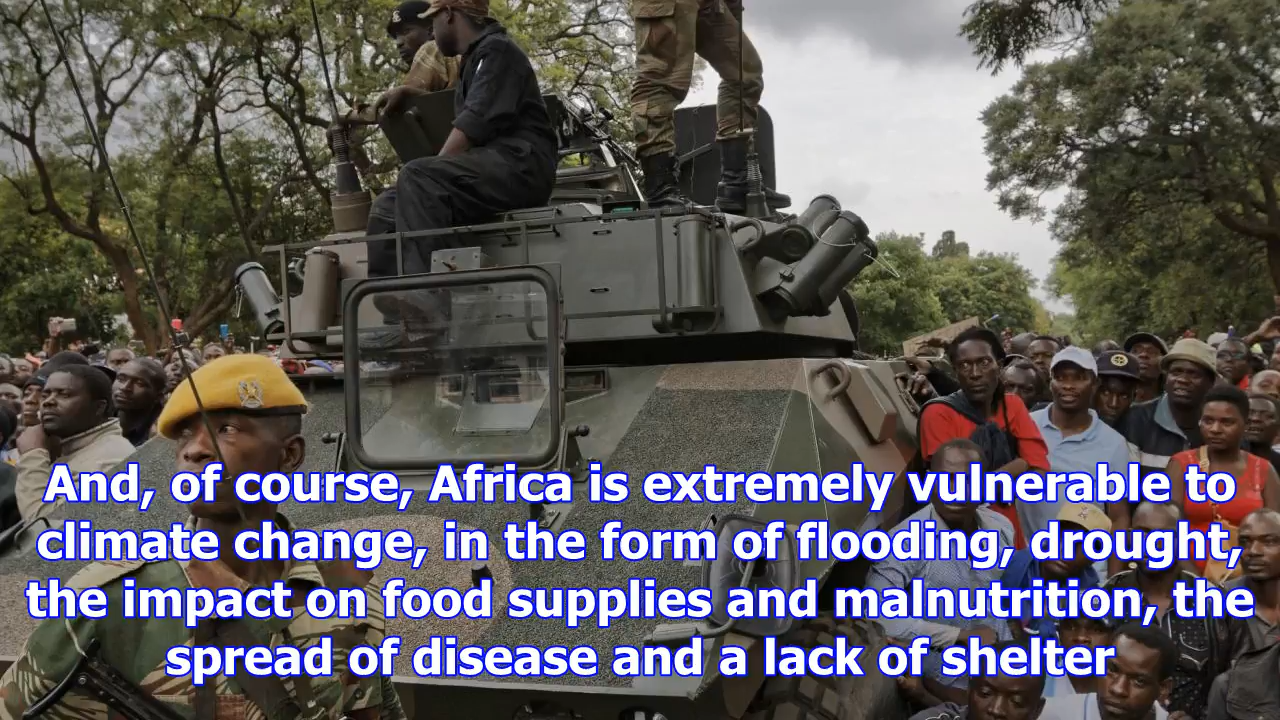 And, of course, Africa is extremely vulnerable to
climate change, in the form of flooding, drought,
the impact on food supplies and malnutrition, the
spread of disease and a lack of shelter